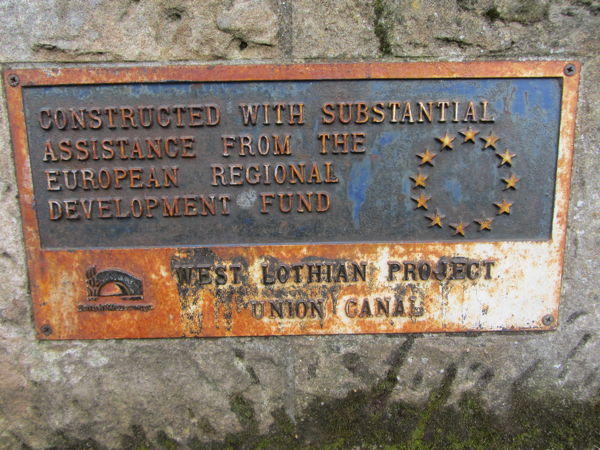 CONSTRUCTED WITH SUBSTANTIAL
ASSISTANCE FROM THE
EUROPEAN REGIONAL
DEVELOPMENT FUND
WEST LOTHIAN PROJECT
UNION CANAL